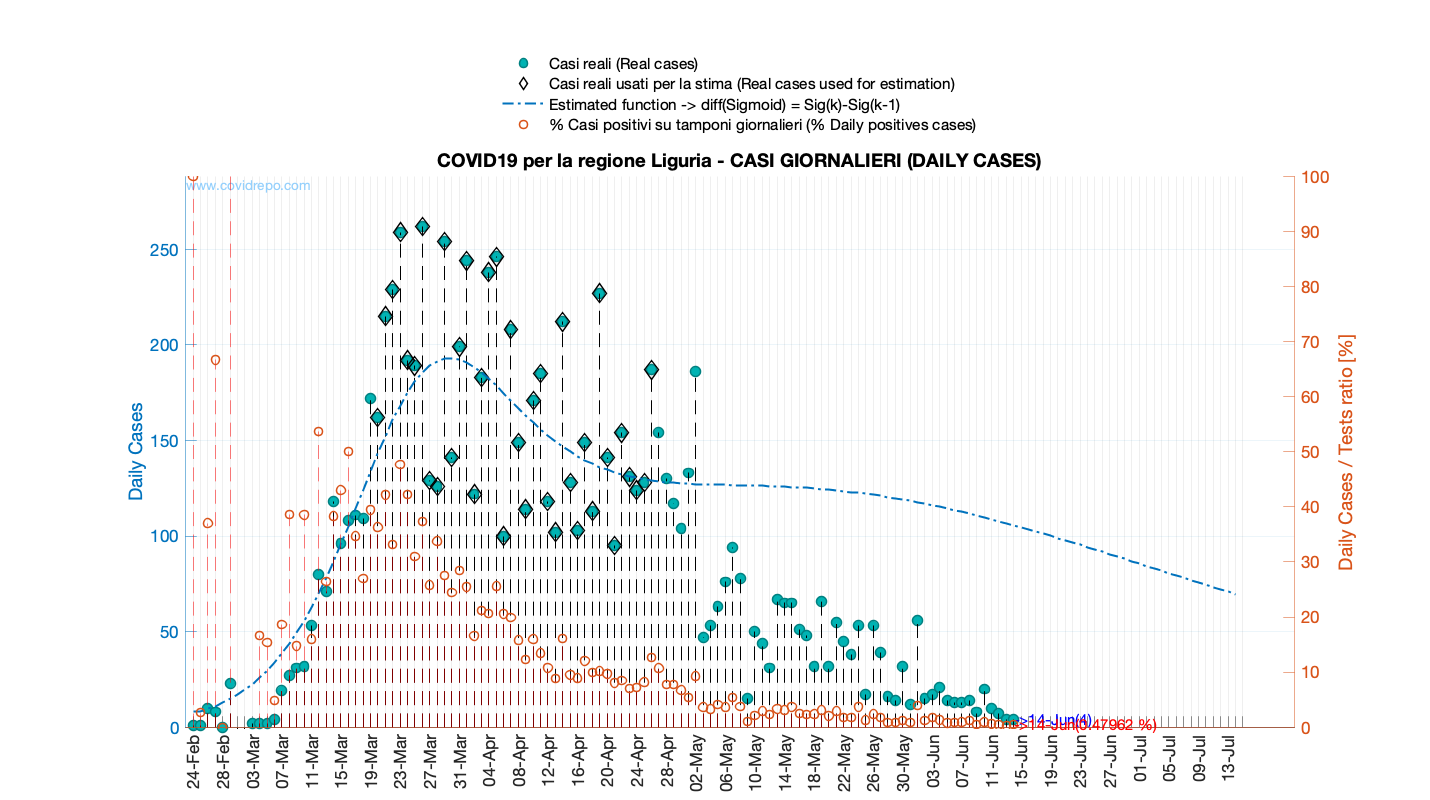 Casi reali (Real cases)
Casi reali usati per la stima (Real cases used for estimation)
Estimated function -> diff(Sigmoid) = Sig(k)-Sig(k-1)
% Casi positivi su tamponi giornalieri (% Daily positives cases)
COVID19 per la regione Liguria - CASI GIORNALIERI (DAILY CASES)
www.covidrepo.com
Daily Cases
250
200
150
100
50
0
100
90
80
70
60
50
40
30
20
10
0
Daily Cases / Tests ratio [%]
14-Jun(4)
14-Jun(0.47962 %)
24-Feb
28-Feb
03-Mar
07-Mar
11-Mar
15-Mar
19-Mar
23-Mar
27-Mar
31-Mar
04-Apr
08-Apr
12-Apr
16-Apr
20-Apr
24-Apr
28-Apr
02-May
06-May
10-May
14-May
18-May
22-May
26-May
30-May
03-Jun
07-Jun
11-Jun
15-Jun
19-Jun
23-Jun
27-Jun
01-Jul
05-Jul
09-Jul
13-Jul